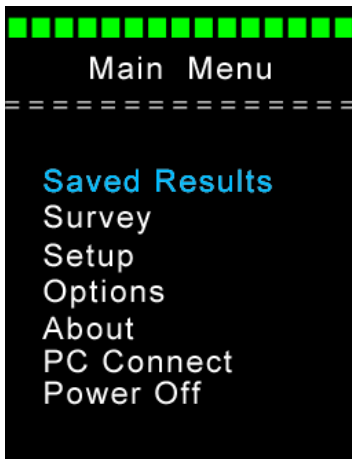 Main Menu
===============
Saved Results
Survey
Setup
Options
About
PC Connect
Power Off